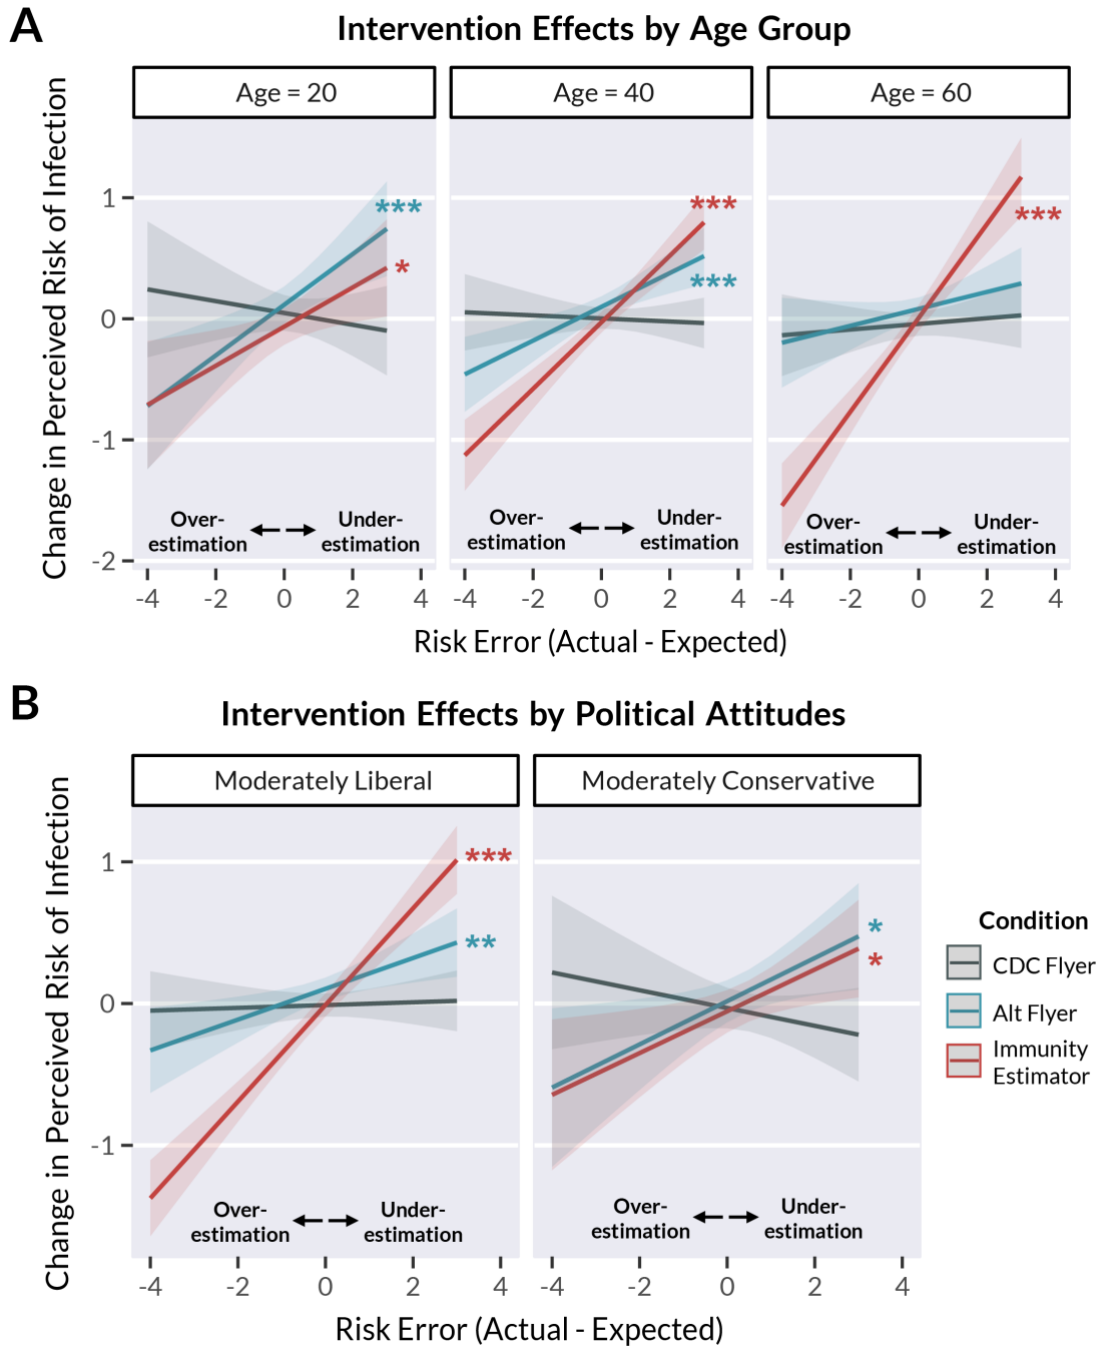 A
Intervention Effects by Age Group
Age = 20
Age = 40
Age = 60
Change in Perceived Risk of Infection
1
0
-1
-2
***
*
***
***
***
Over-
estimation
Under-
estimation
Over-
estimation
Under-
estimation
Over-
estimation
Under-
estimation
-4 -2 0 2 4
-4 -2 0 2 4
-4 -2 0 2 4
Risk Error (Actual - Expected)
B
Intervention Effects by Political Attitudes
Moderately Liberal
Moderately Conservative
Change in Perceived Risk of Infection
1
0
-1
***
**
*
*
Over-
estimation
Under-
estimation
Over-
estimation
Under-
estimation
-4 -2 0 2 4
-4 -2 0 2 4
Risk Error (Actual - Expected)
Condition
CDC Flyer
Alt Flyer
Immunity
Estimator